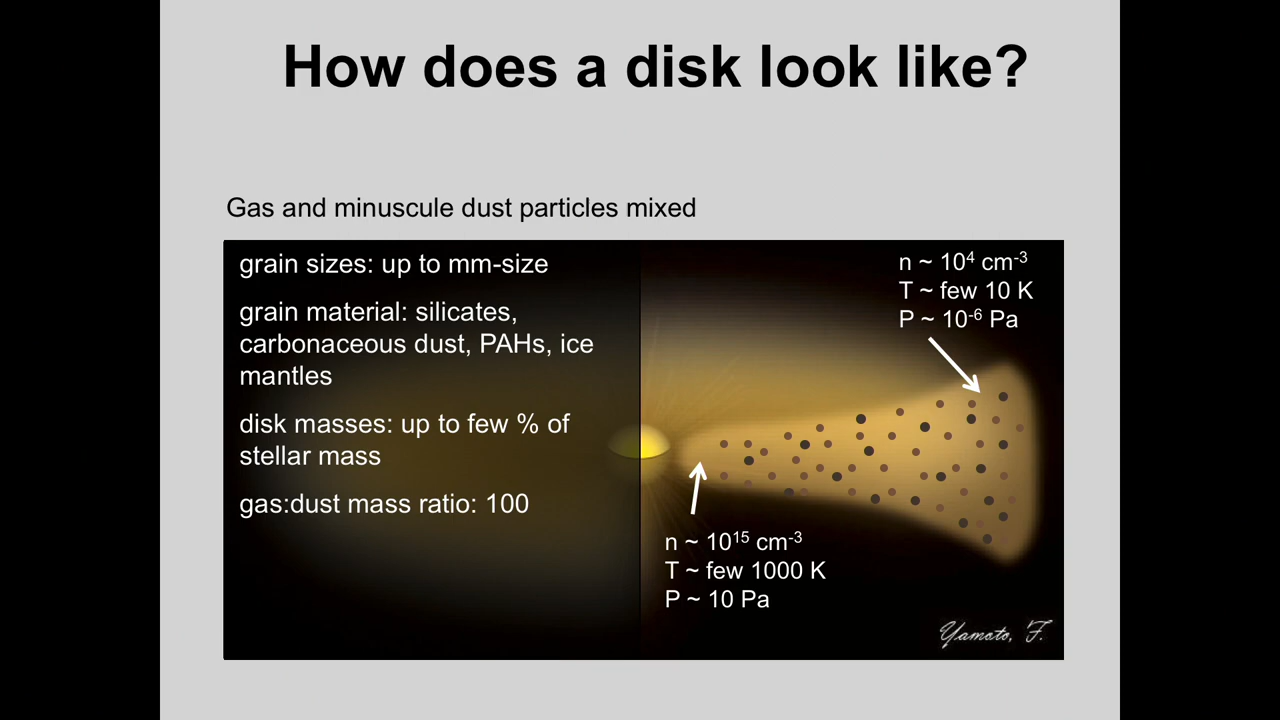 How does a disk look like?
Gas and minuscule dust particles mixed
grain sizes: up to mm-size
grain material: silicates,
carbonaceous dust, PAHs, ice
mantles
disk masses: up to few % of
stellar mass
gas:dust mass ratio: 100
n ~ 10⁴ cm⁻³
T ~ few 10 K
P ~ 10⁻⁶ Pa
n ~ 10¹⁵ cm⁻³
T ~ few 1000 K
P ~ 10 Pa
Yamoto, F.